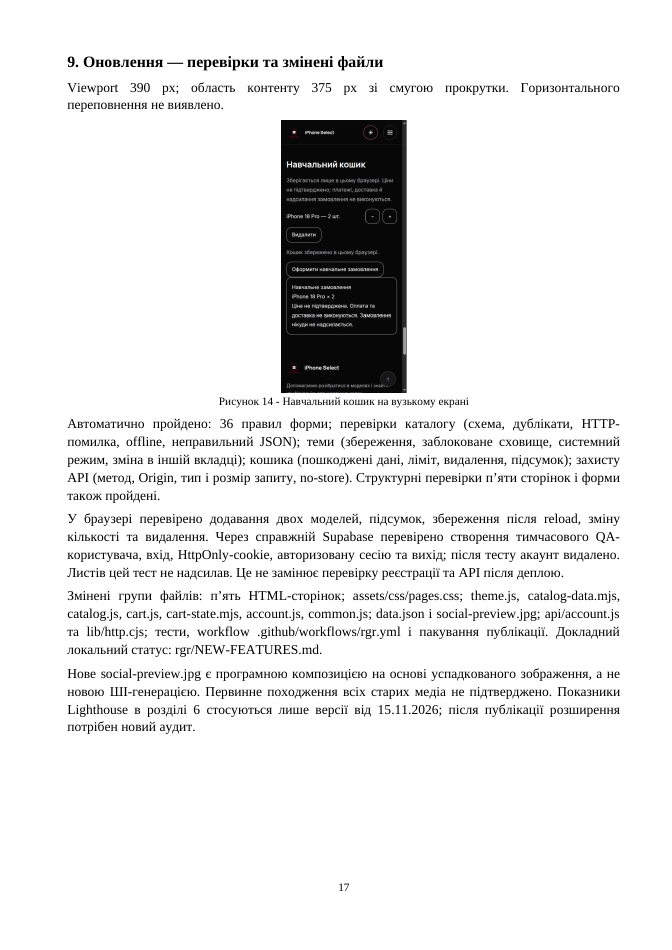 9. Оновлення — перевірки та змінені файли
Viewport 390 px; область контенту 375 px зі смугою прокрутки. Горизонтального
переповнення не виявлено.
iPhone Select
Навчальний кошик
Зберігається лише в цьому браузері. Ціни
не підтверджено; платежі, доставка й
надсилання замовлення не виконуються.
iPhone 18 Pro — 2 шт.
− +
Видалити
Кошик збережено в цьому браузері.
Оформити навчальне замовлення
Навчальне замовлення
iPhone 18 Pro × 2
Ціне не підтверджена. Оплата та
доставка не виконуються. Замовлення
нікуди не надсилається.
iPhone Select
Допомагаємо розібратися в моделях і
Рисунок 14 - Навчальний кошик на вузькому екрані
Автоматично пройдено: 36 правил форми; перевірки каталогу (схема, дублікати, HTTP-
помилка, offline, неправильний JSON); теми (збереження, заблоковане сховище, системний
режим, зміна в іншій вкладці); кошика (пошкоджені дані, ліміт, видалення, підсумок); захисту
API (метод, Origin, тип і розмір запиту, no-store). Структурні перевірки п’яти сторінок і форми
також пройдені.
У браузері перевірено додавання двох моделей, підсумок, збереження після reload, зміну
кількості та видалення. Через справжній Supabase перевірено створення тимчасового QA-
користувача, вхід, HttpOnly-cookie, авторизовану сесію та вихід; після тесту акаунт видалено.
Листів цей тест не надсилав. Це не замінює перевірку реєстрації та API після деплою.
Змінені групи файлів: п’ять HTML-сторінок; assets/css/pages.css; theme.js, catalog-data.mjs,
catalog.js, cart.js, cart-state.mjs, account.js, common.js; data.json і social-preview.jpg; api/account.js
та lib/http.cjs; тести, workflow .github/workflows/rgr.yml і пакування публікації. Докладний
локальний статус: rgr/NEW-FEATURES.md.
Нове social-preview.jpg є програмною композицією на основі успадкованого зображення, а не
новою ШІ-генерацією. Первинне походження всіх старих медіа не підтверджено. Показники
Lighthouse в розділі 6 стосуються лише версії від 15.11.2026; після публікації розширення
потрібен новий аудит.
17